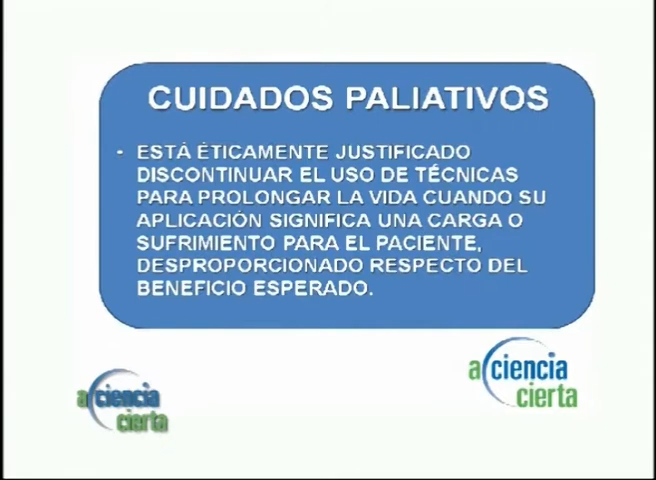 CUIDADOS PALIATIVOS
• ESTÁ ÉTICAMENTE JUSTIFICADO
DISCONTINUAR EL USO DE TÉCNICAS
PARA PROLONGAR LA VIDA CUANDO SU
APLICACIÓN SIGNIFICA UNA CARGA O
SUFRIMIENTO PARA EL PACIENTE,
DESPROPORCIONADO RESPECTO DEL
BENEFICIO ESPERADO.
a ciencia
cierta
a ciencia
cierta